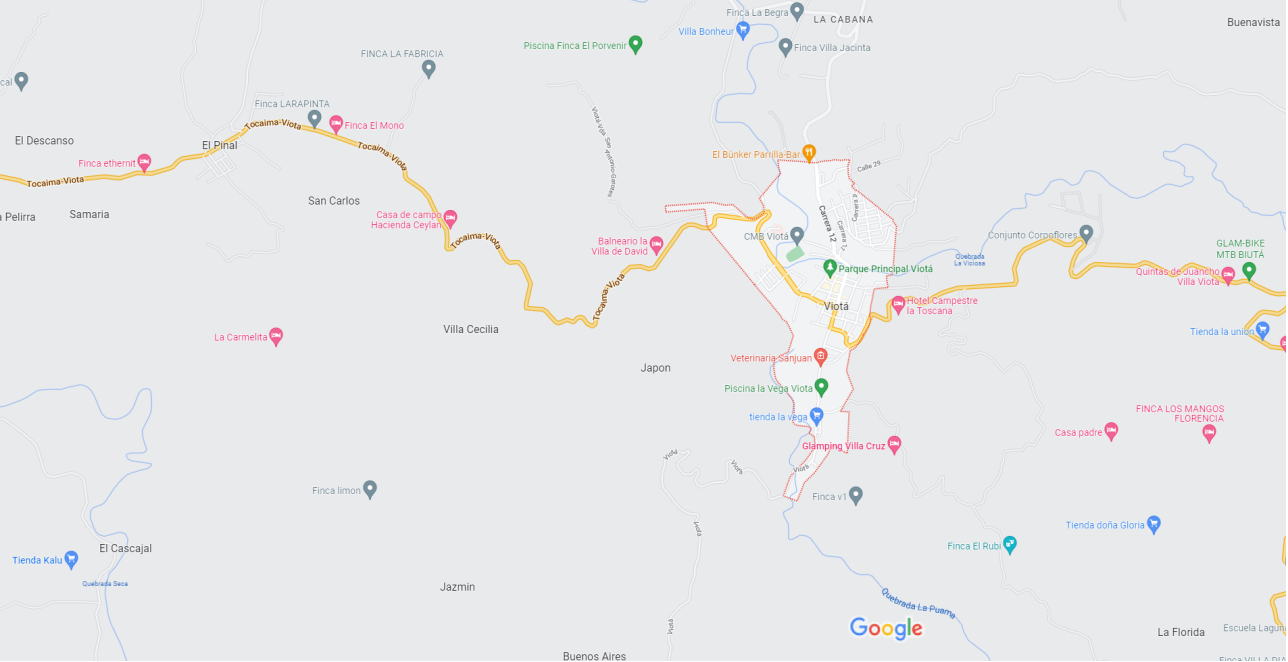 Finca La Begra
LA CABANA
Buenavista
Villa Bonheur
Piscina Finca El Porvenir
Finca Villa Jacinta
FINCA LA FABRICIA
cal
Finca LARAPINTA
Tocaima-Viota
Finca El Mono
El Descanso
El Pinal
Tocaima-Viota
El Búnker Parrilla-Bar
Finca ethernit
Calle 29
Tocaima-Viota
San Carlos
Samaria
a Pelirra
Casa de campo
Hacienda Ceylán
Tocaima-Viota
Carrera 12
CMB Viotá
Conjunto Corpoflores
Balneario la
Villa de David
GLAM-BIKE
MTB BIUTÁ
Quebrada
La Viciosa
Parque Principal Viotá
Quintas de Juancho
Villa Viota
Tocaima-Viota
Viotá
Hotel Campestre
la Toscana
Villa Cecilia
La Carmelita
Tienda la union
Veterinaria Sanjuan
Japon
Piscina la Vega Viota
tienda la vega
FINCA LOS MANGOS
FLORENCIA
Casa padre
Glamping Villa Cruz
Viotá
Viotá
Viotá
Finca limon
Finca v1
Tienda doña Gloria
Viotá
El Cascajal
Finca El Rubi
Tienda Kalu
Quebrada Seca
Jazmin
Quebrada La Puama
Viotá
Google
La Florida
Escuela Lagun
Buenos Aires